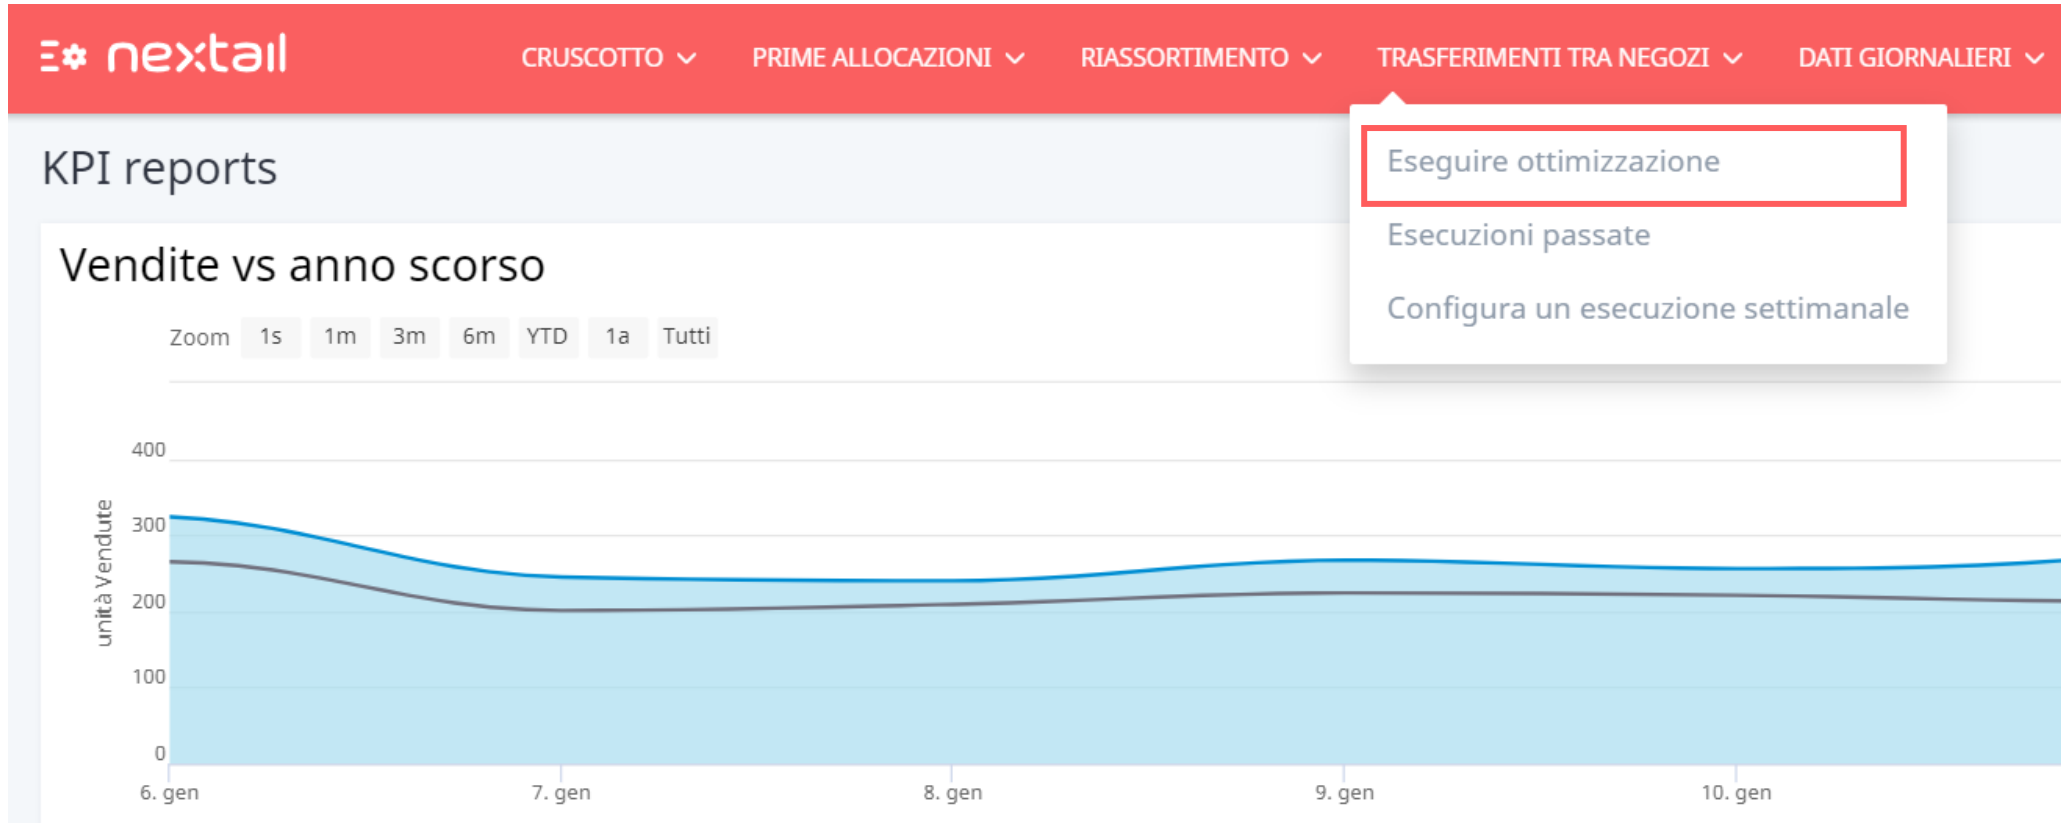 nextail
CRUSCOTTO PRIME ALLOCAZIONI RIASSORTIMENTO TRASFERIMENTI TRA NEGOZI DATI GIORNALIERI
Eseguire ottimizzazione
Esecuzioni passate
Configura un esecuzione settimanale
KPI reports
Vendite vs anno scorso
Zoom 1s 1m 3m 6m YTD 1a Tutti
unità Vendute
400
300
200
100
0
6. gen 7. gen 8. gen 9. gen 10. gen